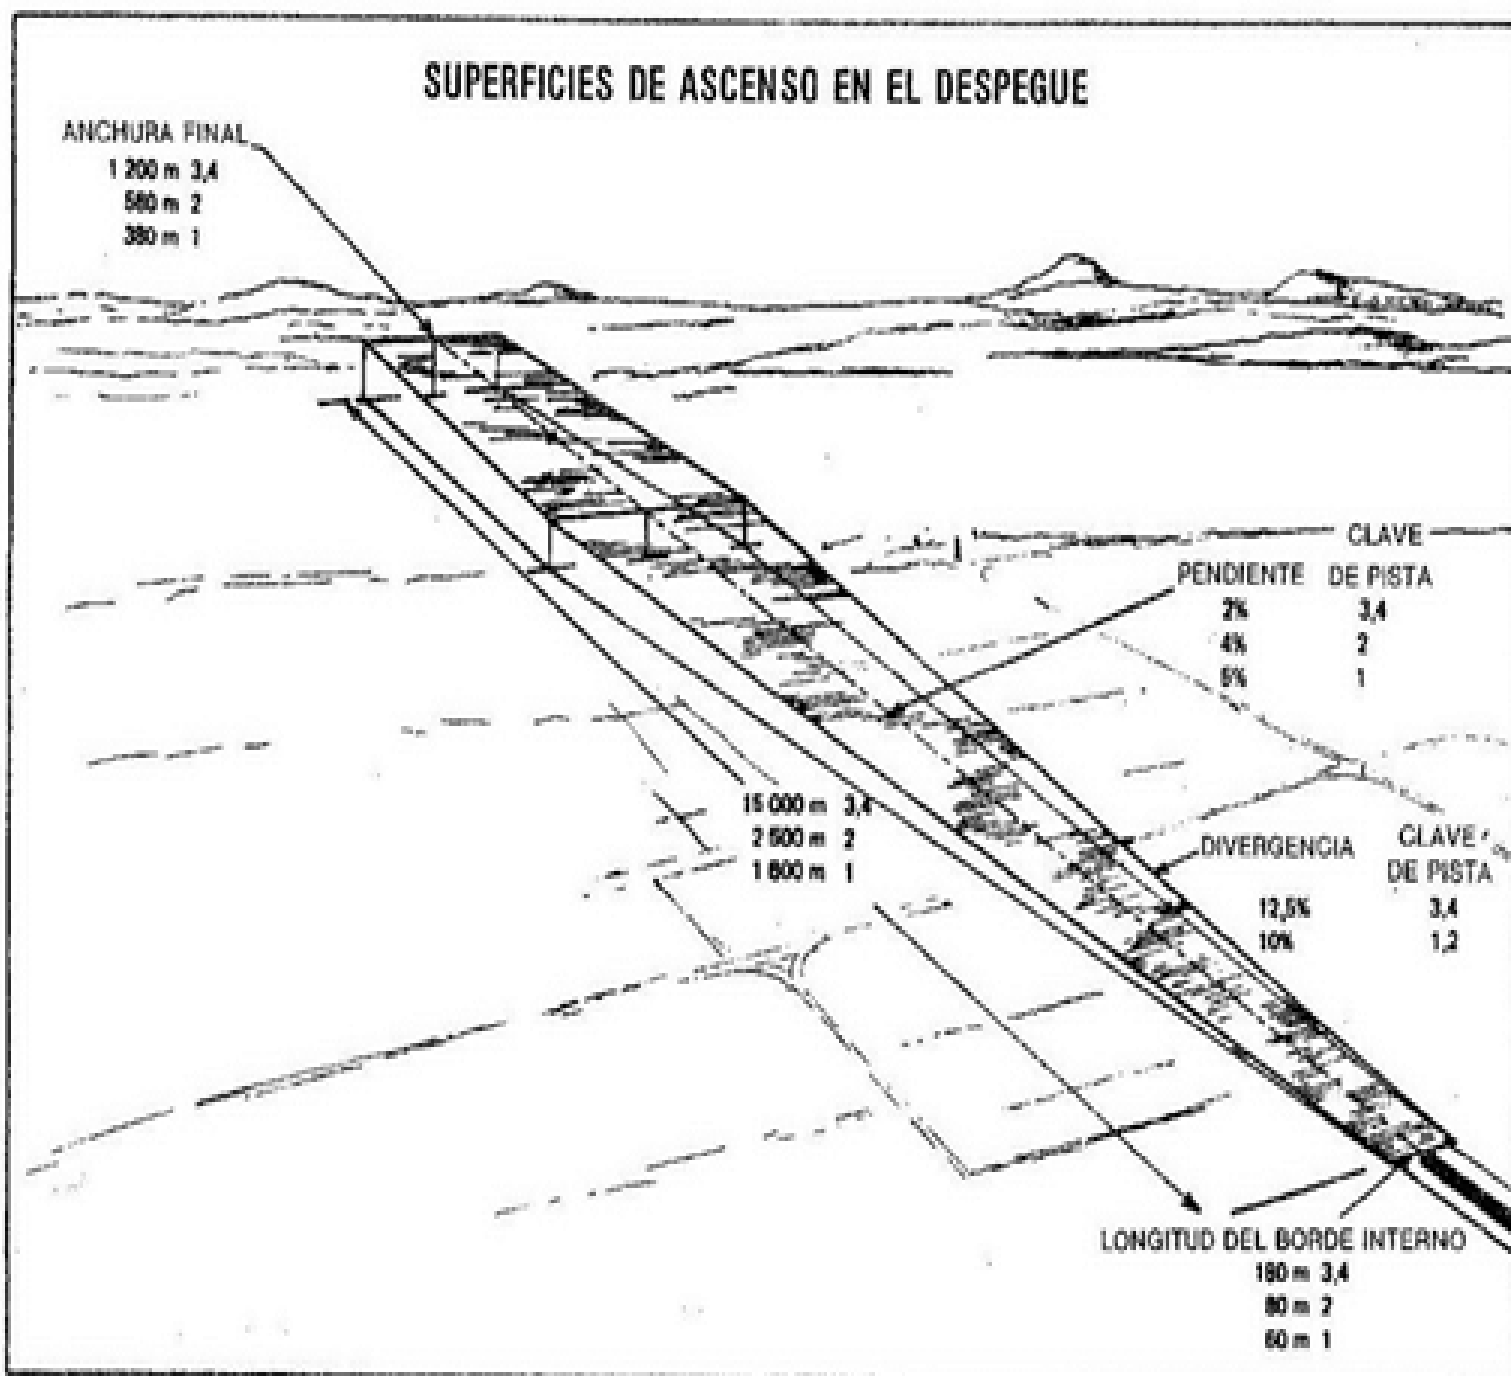 SUPERFICIES DE ASCENSO EN EL DESPEGUE
ANCHURA FINAL
1 200 m 3,4
580 m 2
380 m 1
CLAVE
PENDIENTE DE PISTA
2% 3,4
4% 2
5% 1
15 000 m 3,4
2 500 m 2
1 600 m 1
DIVERGENCIA CLAVE
DE PISTA
12,5% 3,4
10% 1,2
LONGITUD DEL BORDE INTERNO
180 m 3,4
80 m 2
60 m 1